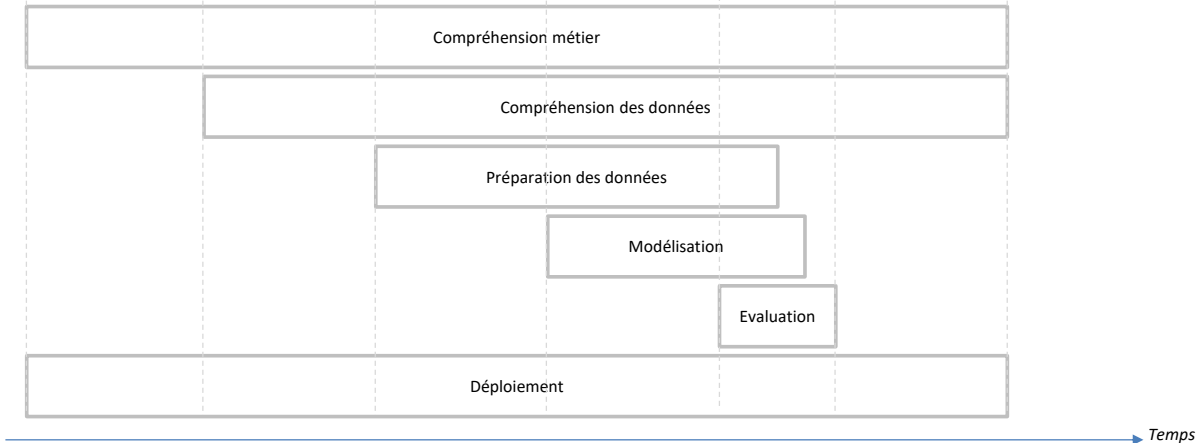 Compréhension métier
Compréhension des données
Préparation des données
Modélisation
Evaluation
Déploiement
Temps